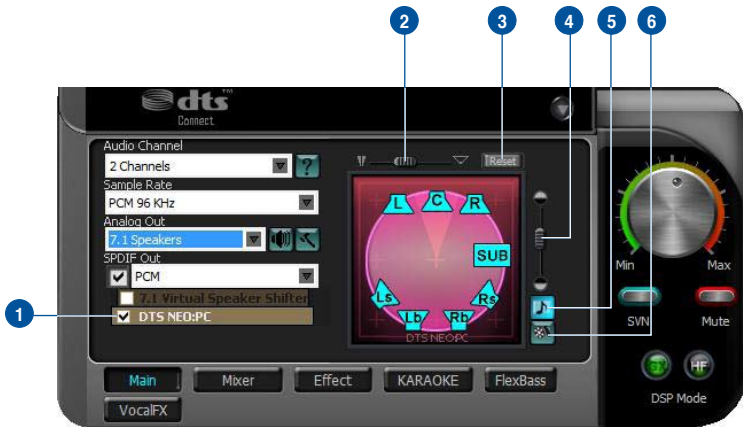 2 3 4 5 6
dts™
Connect
Audio Channel
2 Channels
?
Reset
Sample Rate
PCM 96 KHz
Analog Out
7.1 Speakers
SPDIF Out
PCM
7.1 Virtual Speaker Shifter
1
DTS NEO:PC
L C R
SUB
Ls Rs
Lb Rb
DTS NEO:PC
Min Max
SVN Mute
HF
DSP Mode
Main Mixer Effect KARAOKE FlexBass
VocalFX